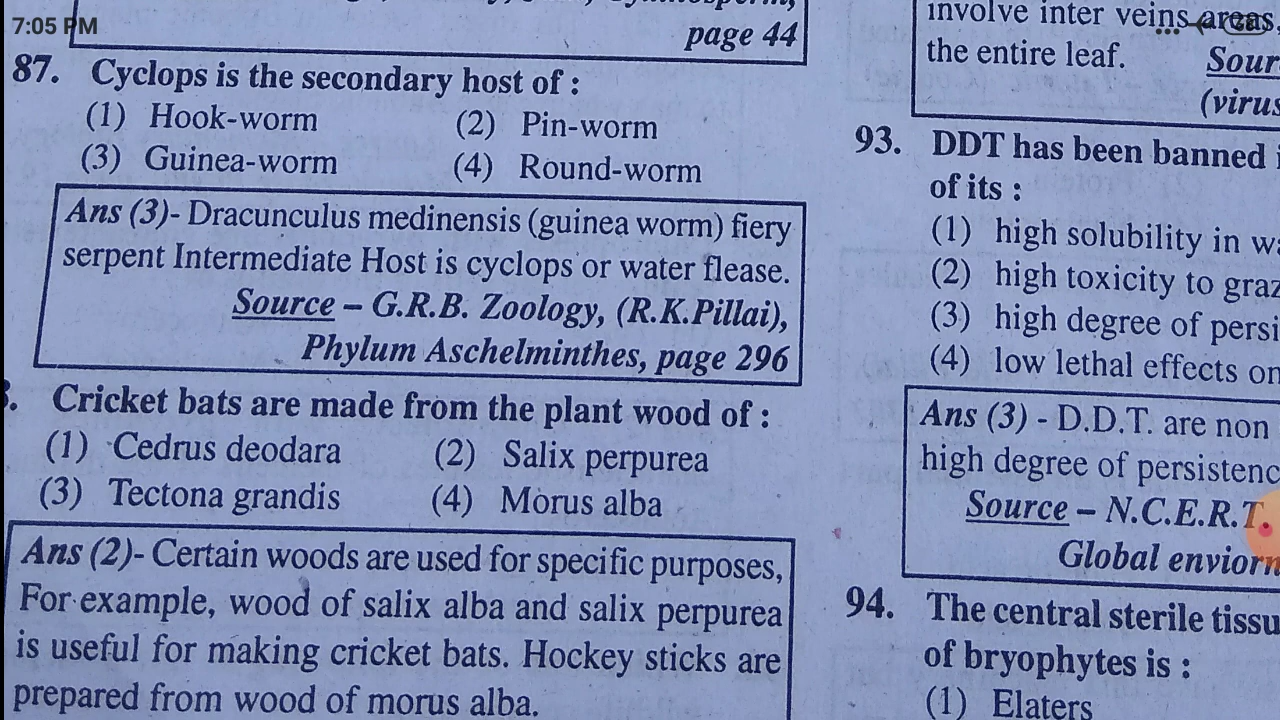 7:05 PM
page 44
87. Cyclops is the secondary host of :
(1) Hook-worm (2) Pin-worm
(3) Guinea-worm (4) Round-worm
Ans (3)- Dracunculus medinensis (guinea worm) fiery
serpent Intermediate Host is cyclops or water flease.
Source – G.R.B. Zoology, (R.K.Pillai),
Phylum Aschelminthes, page 296
Cricket bats are made from the plant wood of :
(1) Cedrus deodara (2) Salix perpurea
(3) Tectona grandis (4) Morus alba
Ans (2)- Certain woods are used for specific purposes,
For example, wood of salix alba and salix perpurea
is useful for making cricket bats. Hockey sticks are
prepared from wood of morus alba.
involve inter veins areas,
the entire leaf. Sour
(virus
93. DDT has been banned i
of its :
(1) high solubility in wa
(2) high toxicity to graz
(3) high degree of persi
(4) low lethal effects on
Ans (3) - D.D.T. are non
high degree of persistenc
Source – N.C.E.R.T.
Global enviorn
94. The central sterile tissu
of bryophytes is :
(1) Elaters